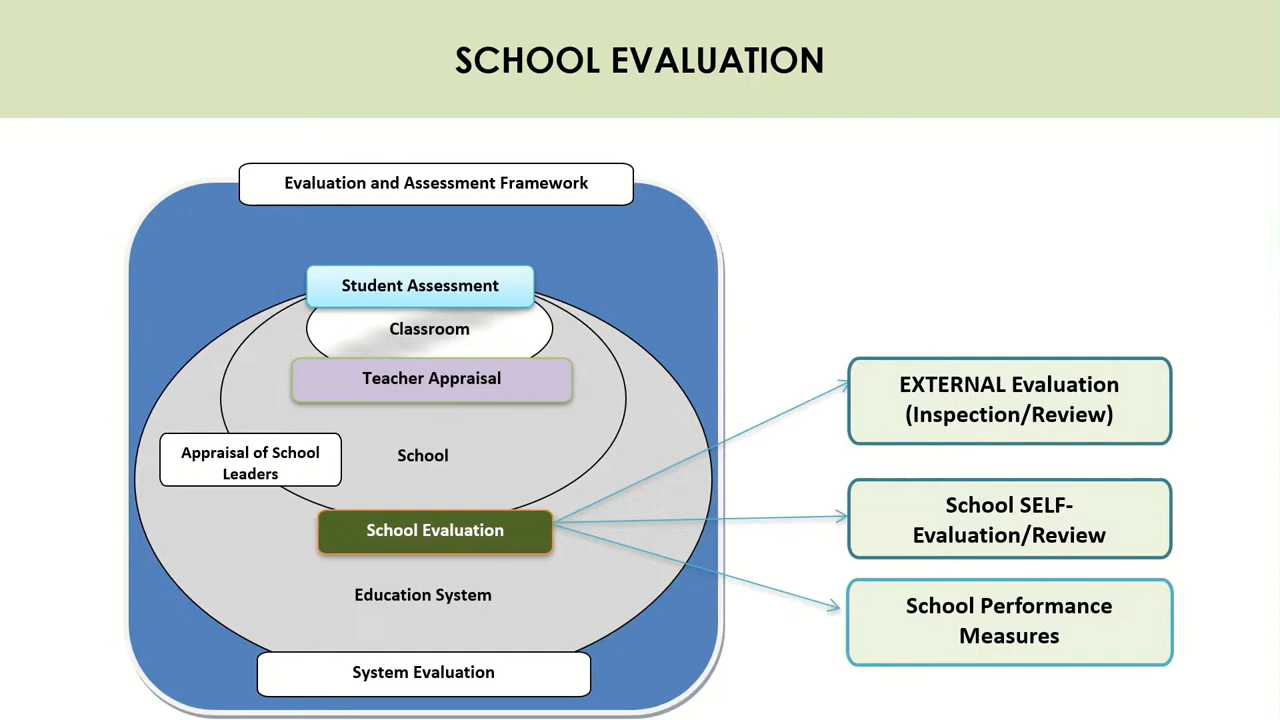 SCHOOL EVALUATION
Evaluation and Assessment Framework
Student Assessment
Classroom
Teacher Appraisal
Appraisal of School
Leaders
School
School Evaluation
Education System
System Evaluation
EXTERNAL Evaluation
(Inspection/Review)
School SELF-
Evaluation/Review
School Performance
Measures